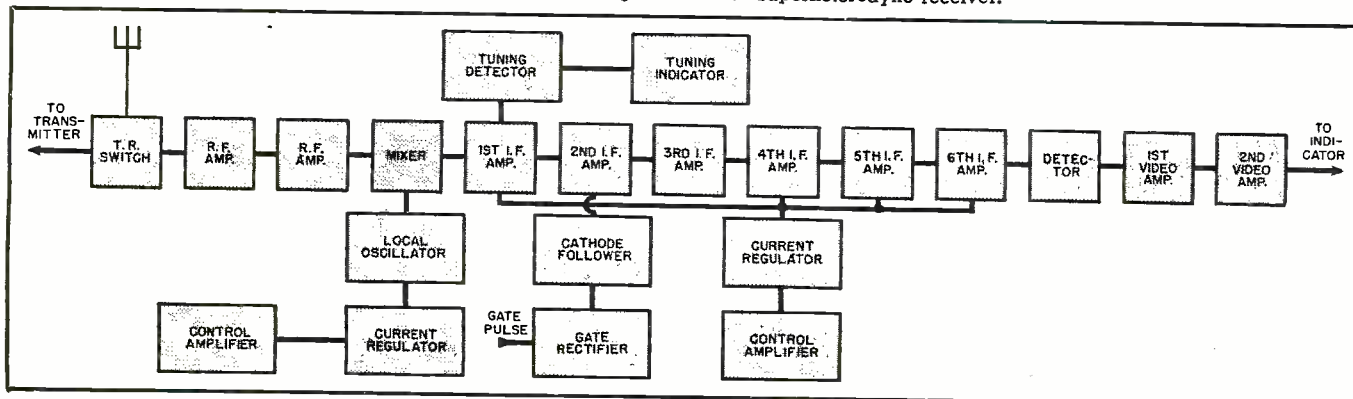 superheterodyne receiver.
TO
TRANS-
MITTER
T. R.
SWITCH
R. F.
AMP.
R. F.
AMP.
MIXER
TUNING
DETECTOR
TUNING
INDICATOR
1ST I. F.
AMP.
2ND I. F.
AMP.
3RD I. F.
AMP.
4TH I. F.
AMP.
5TH I. F.
AMP.
6TH I. F.
AMP.
DETEC-
TOR
1ST
VIDEO
AMP.
2ND
VIDEO
AMP.
TO
INDI-
CATOR
LOCAL
OSCILLATOR
CATHODE
FOLLOWER
CURRENT
REGULATOR
CONTROL
AMPLIFIER
CURRENT
REGULATOR
GATE
PULSE
GATE
RECTIFIER
CONTROL
AMPLIFIER